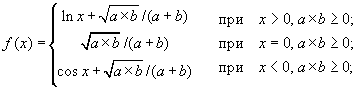 f(x) = { ln x + √(a×b) /(a + b) при x > 0, a×b ≥ 0;
√(a×b) /(a + b) при x = 0, a×b ≥ 0;
cos x + √(a×b) /(a + b) при x < 0, a×b ≥ 0;